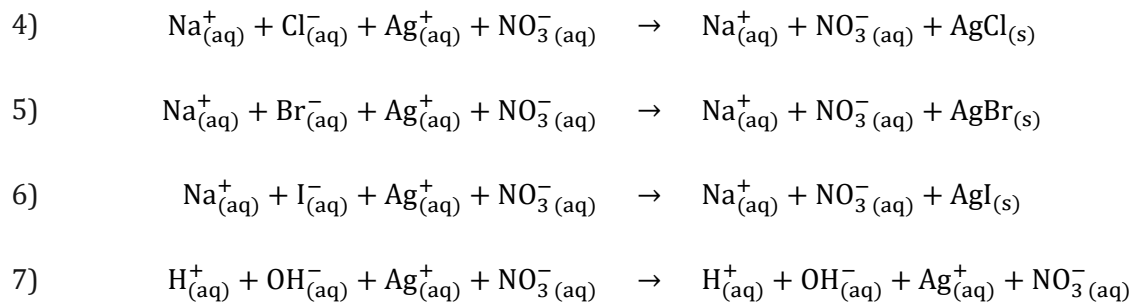 4) Na⁺(aq) + Cl⁻(aq) + Ag⁺(aq) + NO₃⁻(aq) → Na⁺(aq) + NO₃⁻(aq) + AgCl(s)
5) Na⁺(aq) + Br⁻(aq) + Ag⁺(aq) + NO₃⁻(aq) → Na⁺(aq) + NO₃⁻(aq) + AgBr(s)
6) Na⁺(aq) + I⁻(aq) + Ag⁺(aq) + NO₃⁻(aq) → Na⁺(aq) + NO₃⁻(aq) + AgI(s)
7) H⁺(aq) + OH⁻(aq) + Ag⁺(aq) + NO₃⁻(aq) → H⁺(aq) + OH⁻(aq) + Ag⁺(aq) + NO₃⁻(aq)